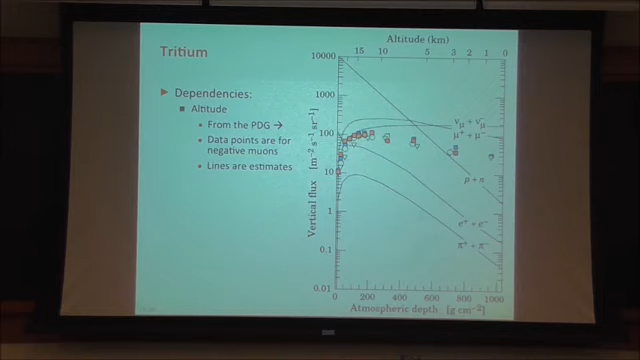 Tritium
Dependencies:
Altitude
From the PDG →
Data points are for
negative muons
Lines are estimates
Altitude (km)
15 10 5 3 2 1 0
10000
1000
100
10
1
0.1
0.01
Vertical flux [m⁻² s⁻¹ sr⁻¹]
νμ + ν̄μ
μ⁺ + μ⁻
p + n
e⁺ + e⁻
π⁺ + π⁻
0 200 400 600 800 1000
Atmospheric depth [g cm⁻²]